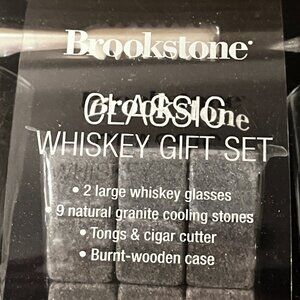 Brookstone®
CLASSIC
Brookstone
WHISKEY GIFT SET
• 2 large whiskey glasses
• 9 natural granite cooling stones
• Tongs & cigar cutter
• Burnt-wooden case